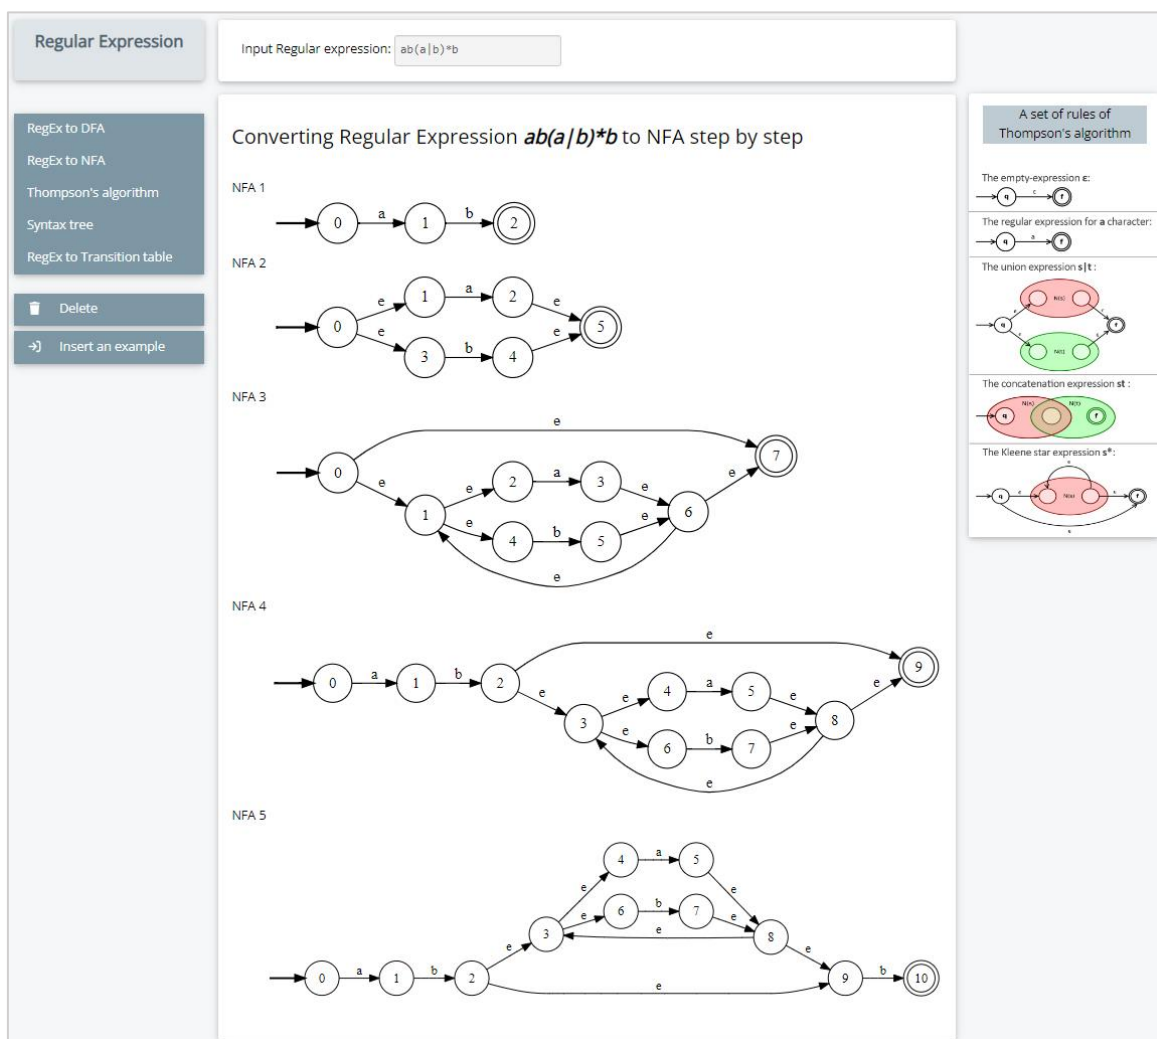 Regular Expression
Input Regular expression: ab(a|b)*b
RegEx to DFA
RegEx to NFA
Thompson's algorithm
Syntax tree
RegEx to Transition table
Delete
Insert an example
Converting Regular Expression ab(a|b)*b to NFA step by step
NFA 1
0 a 1 b 2
NFA 2
0 e 1 a 2 e 5
e 3 b 4 e
NFA 3
e
0 e 1 e 2 a 3 e 6 e 7
e 4 b 5 e
e
NFA 4
e
0 a 1 b 2 e 3 e 4 a 5 e 8 e 9
e 6 b 7 e
e
NFA 5
4 a 5
e e
3 e 6 b 7 e 8
e
e e
0 a 1 b 2 e 9 b 10
A set of rules of
Thompson's algorithm
The empty-expression ε:
q ε f
The regular expression for a character:
q a f
The union expression s|t :
N(s)
q f
N(t)
The concatenation expression st :
N(s) N(t)
q f
The Kleene star expression s*:
q N(s) f